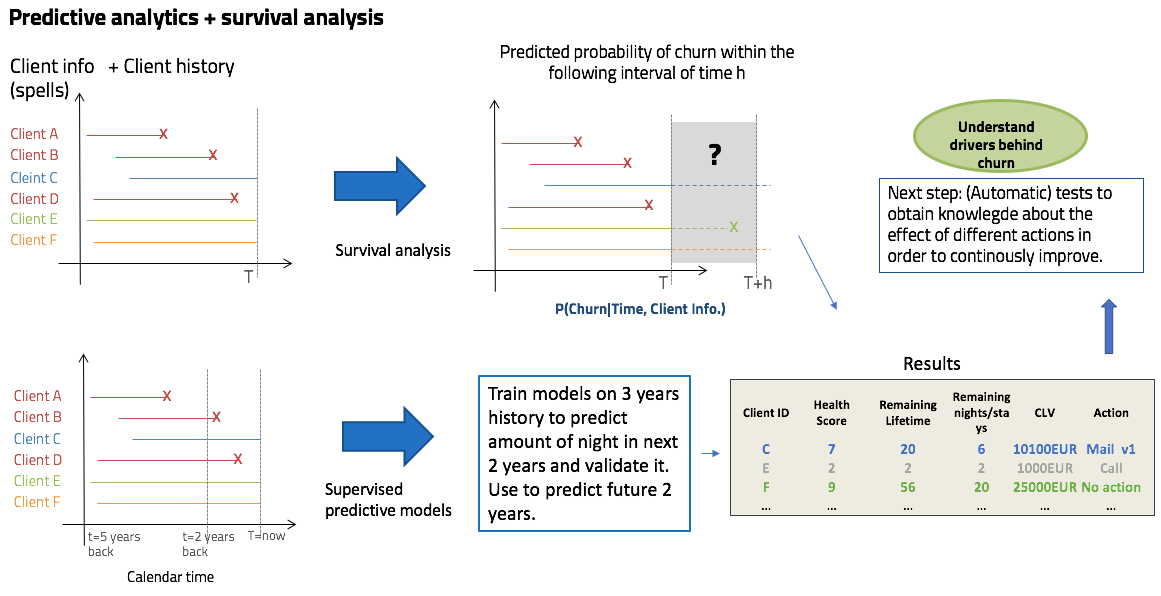 Predictive analytics + survival analysis
Client info + Client history
(spells)
Client A
X
Client B
X
Cleint C
Client D
X
Client E
Client F
T
Survival analysis
Predicted probability of churn within the
following interval of time h
X
X
?
X
X
T
T+h
P(Churn|Time, Client Info.)
Understand
drivers behind
churn
Next step: (Automatic) tests to
obtain knowlegde about the
effect of different actions in
order to continously improve.
Client A
X
Client B
X
Cleint C
Client D
X
Client E
Client F
t=5 years
back
t=2 years
back
T=now
Calendar time
Supervised
predictive models
Train models on 3 years
history to predict
amount of night in next
2 years and validate it.
Use to predict future 2
years.
Results
Client ID
Health
Score
Remaining
Lifetime
Remaining
nights/sta
ys
CLV
Action
C 7 20 6 10100EUR Mail v1
E 2 2 2 1000EUR Call
F 9 56 20 25000EUR No action
... ... ... ... ... ...